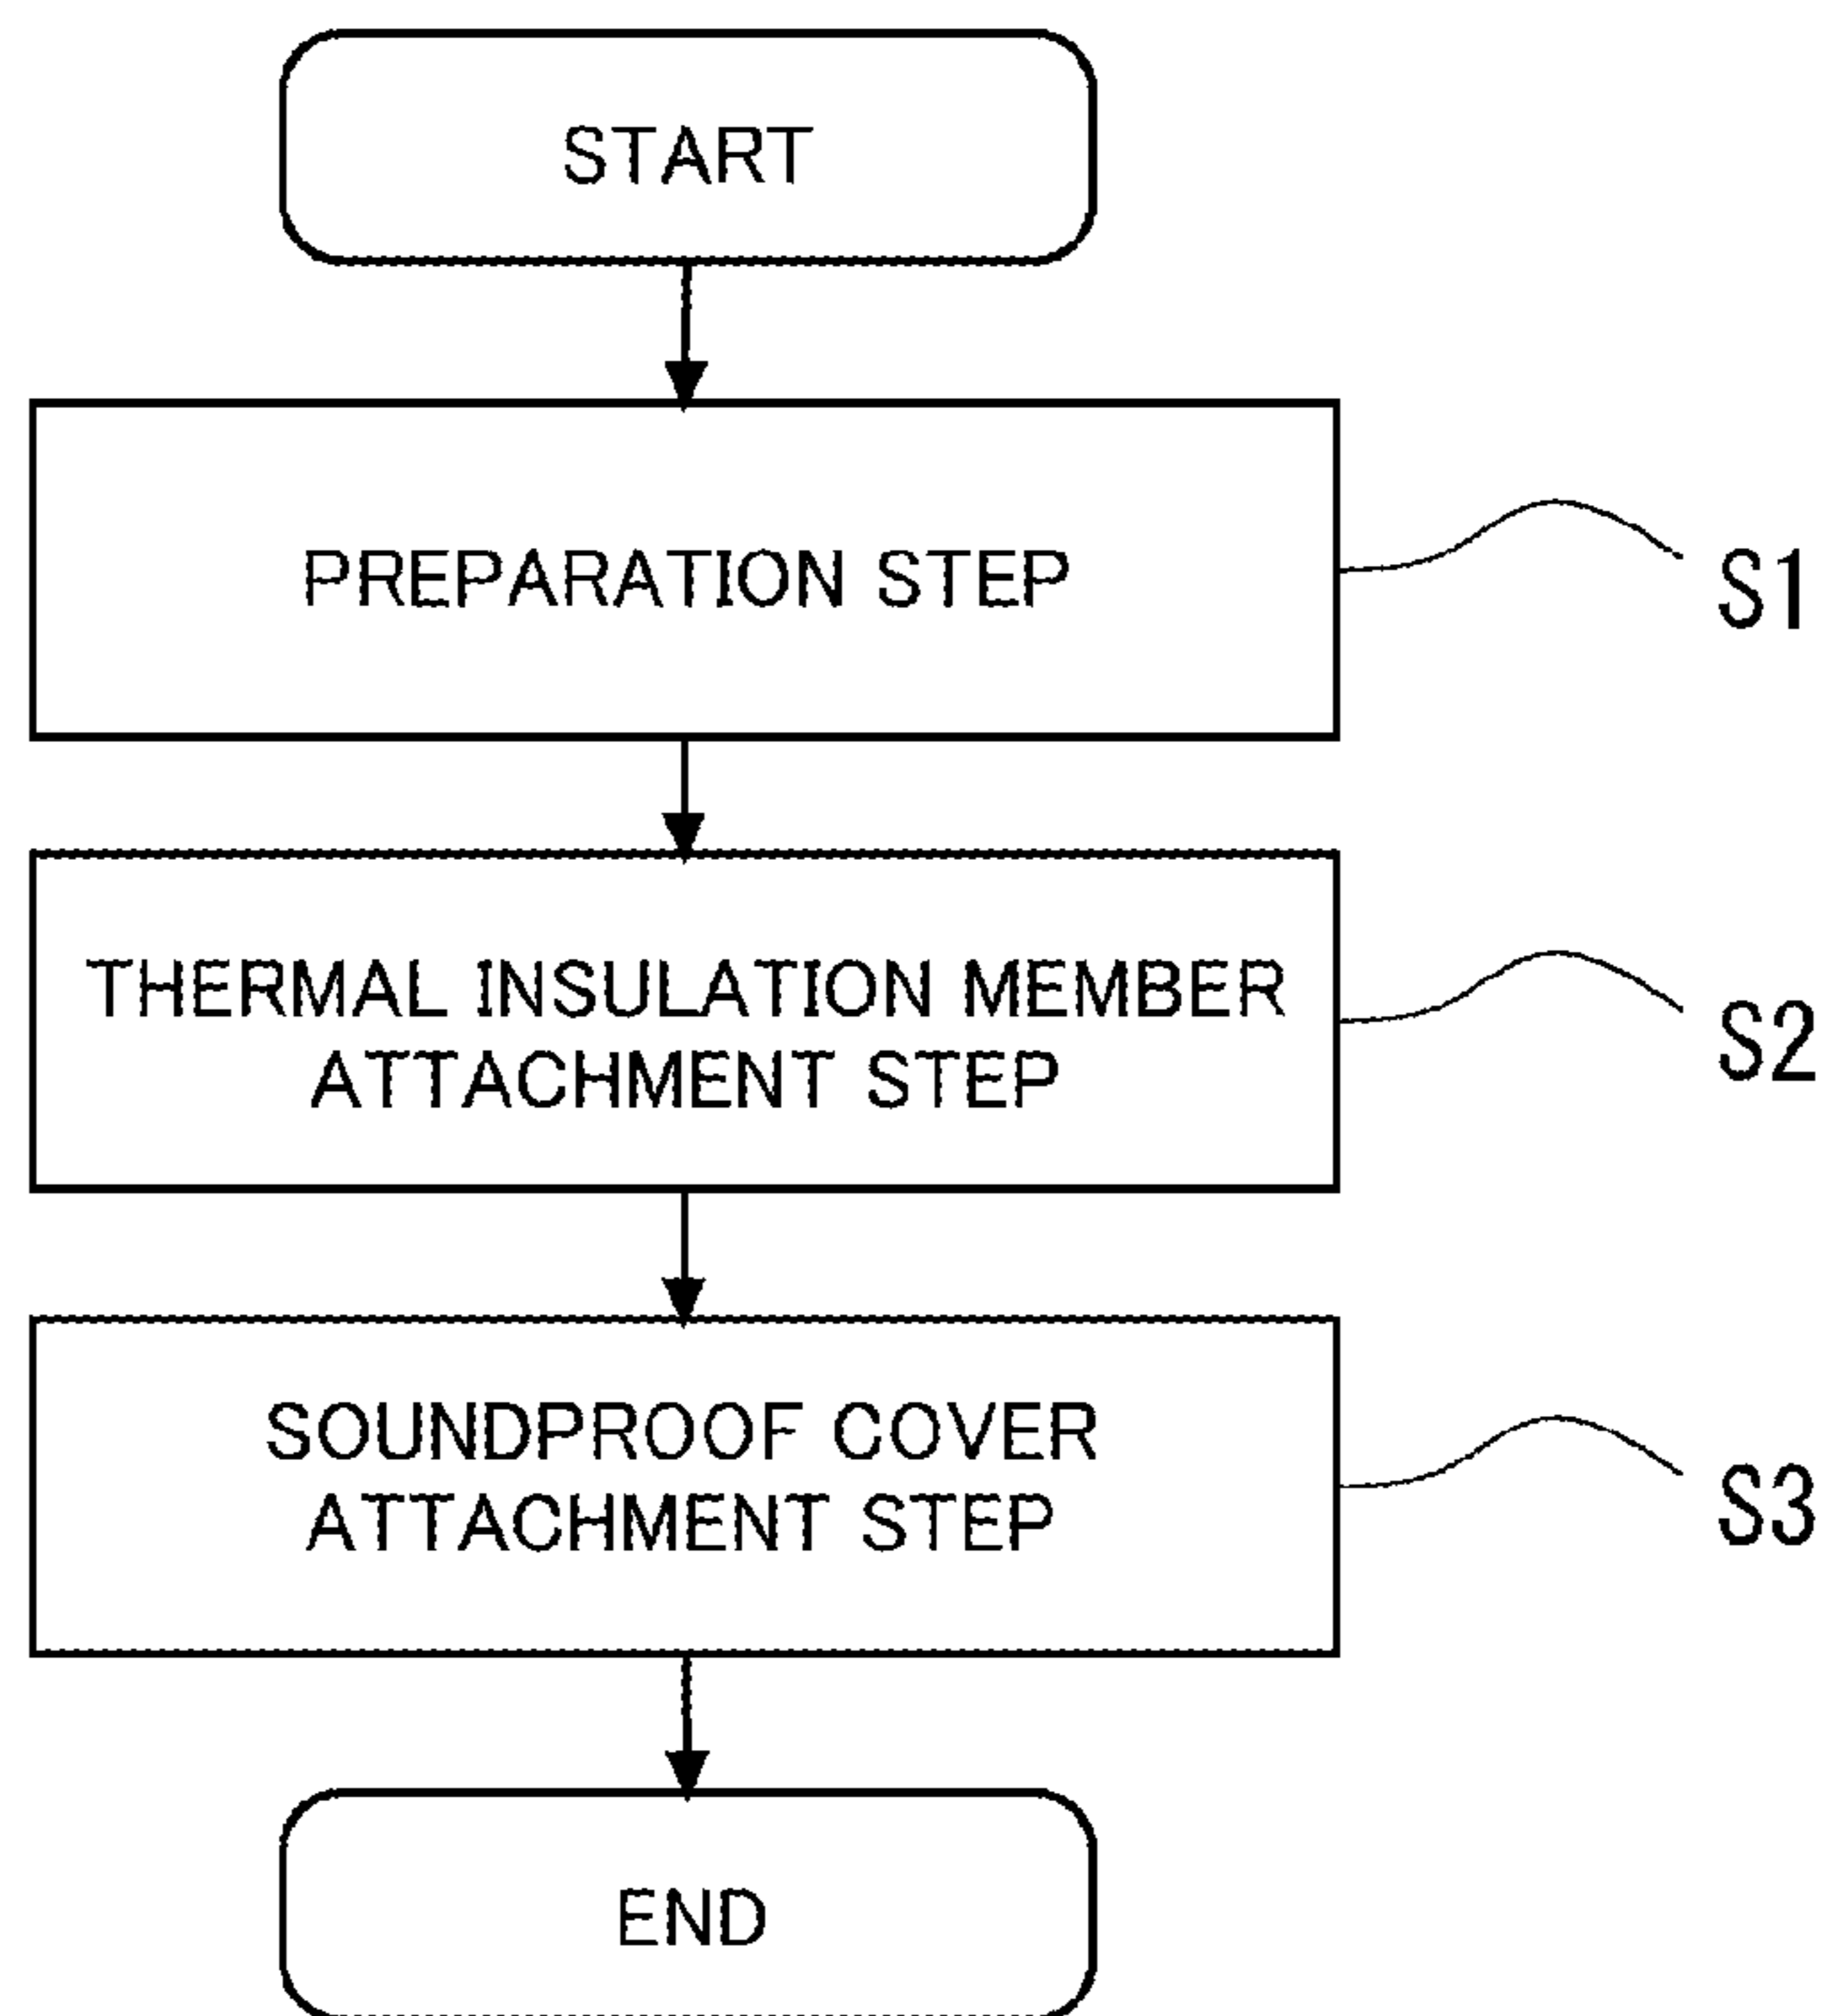 START
PREPARATION STEP
S1
THERMAL INSULATION MEMBER
ATTACHMENT STEP
S2
SOUNDPROOF COVER
ATTACHMENT STEP
S3
END